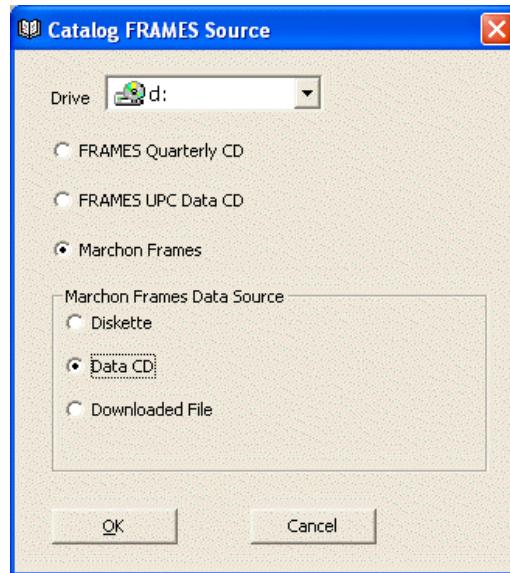 Catalog FRAMES Source
Drive d:
FRAMES Quarterly CD
FRAMES UPC Data CD
Marchon Frames
Marchon Frames Data Source
Diskette
Data CD
Downloaded File
OK Cancel